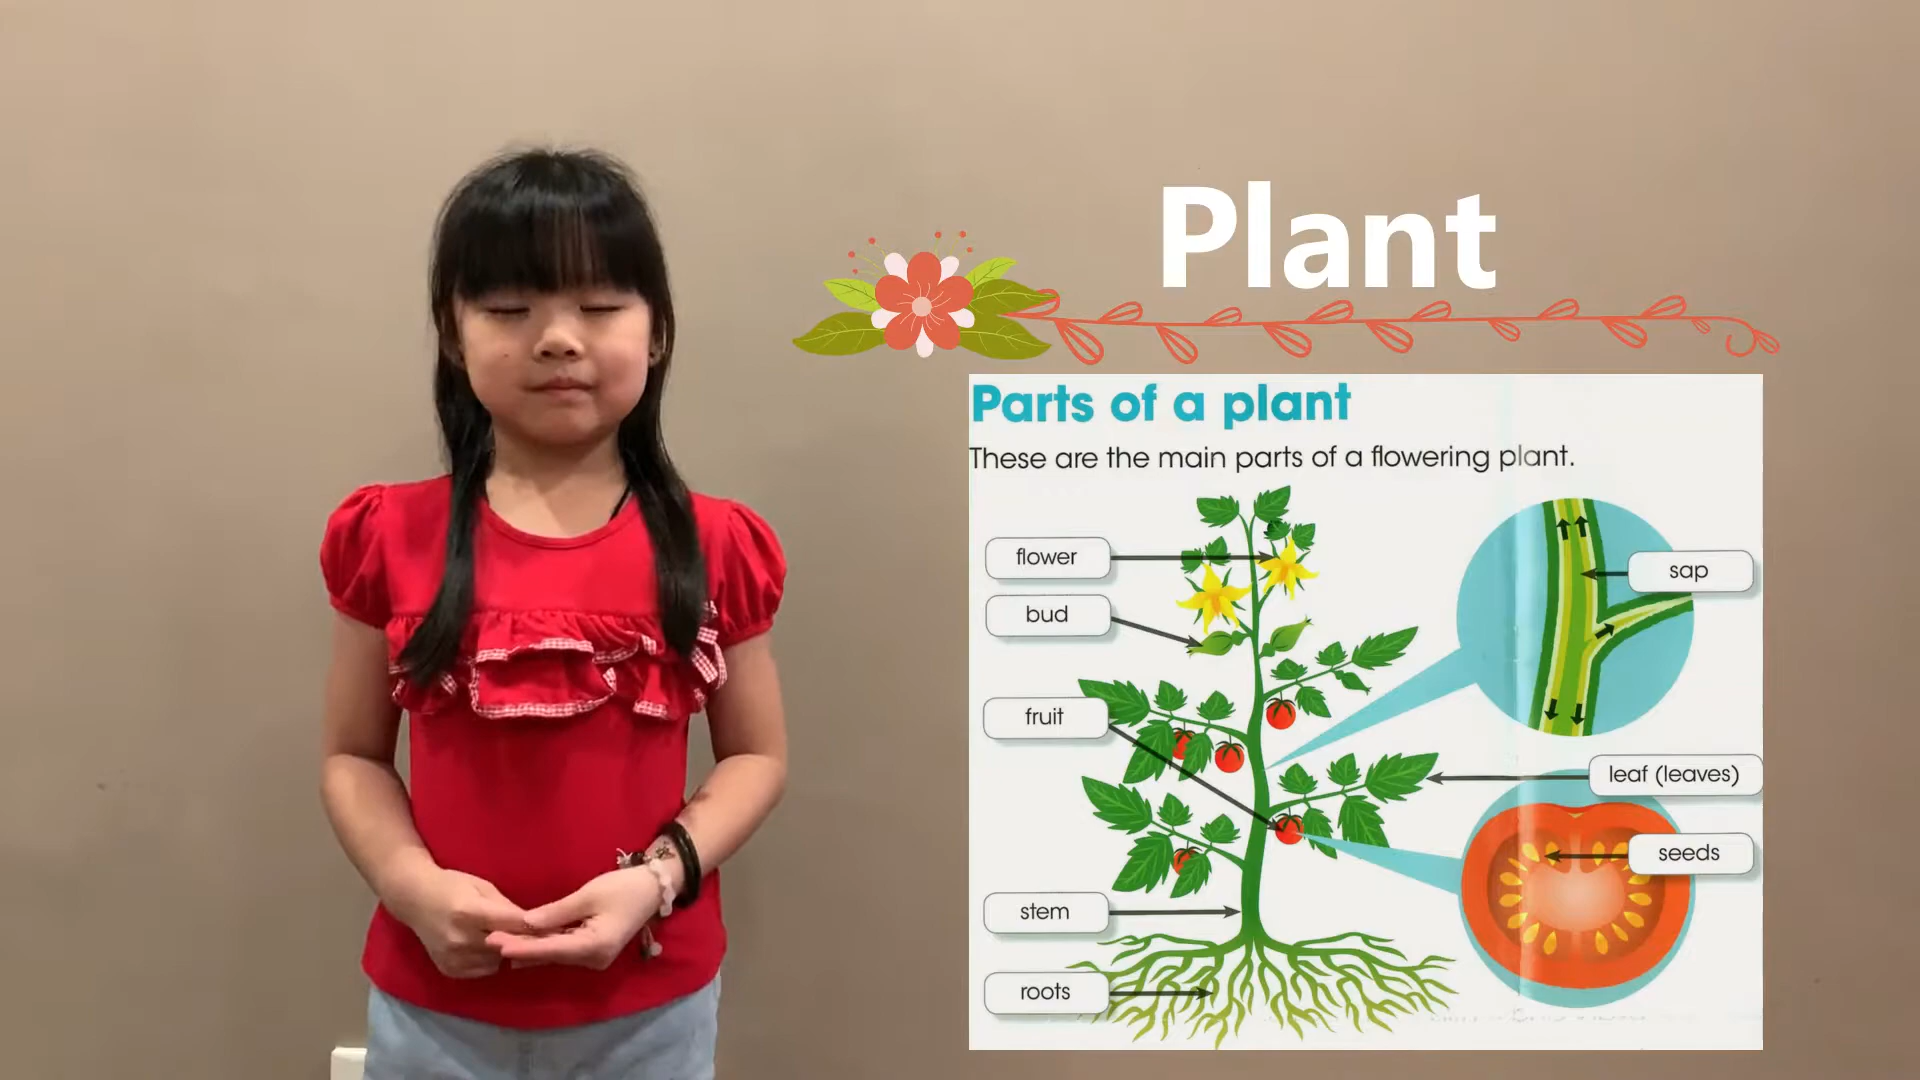 Plant
Parts of a plant
These are the main parts of a flowering plant.
flower
sap
bud
fruit
leaf (leaves)
seeds
stem
roots